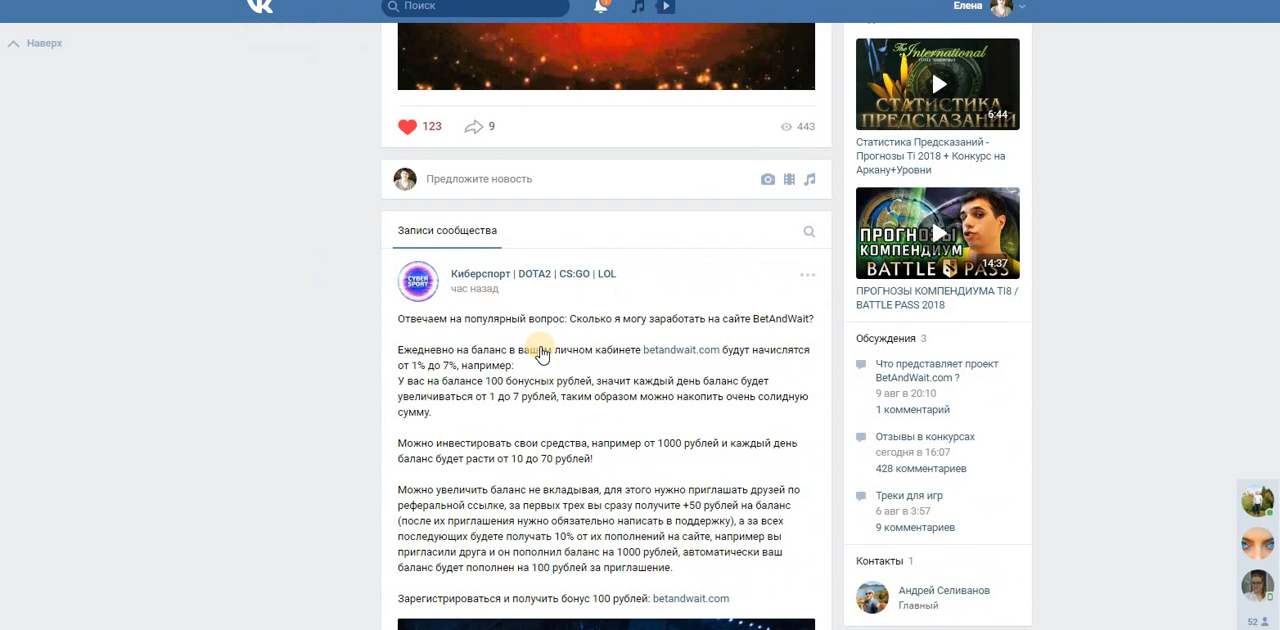 Поиск
1
Елена
Наверх
The International
СТАТИСТИКА
ПРЕДСКАЗАНИЙ
6:44
Статистика Предсказаний -
Прогнозы Ti 2018 + Конкурс на
Аркану+Уровни
123
9
443
Предложите новость
ПРОГНОЗЫ
КОМПЕНДИУМ
BATTLE PASS
14:37
ПРОГНОЗЫ КОМПЕНДИУМА TI8 /
BATTLE PASS 2018
Записи сообщества
CYBER
SPORT
Киберспорт | DOTA2 | CS:GO | LOL
час назад
Отвечаем на популярный вопрос: Сколько я могу заработать на сайте BetAndWait?
Ежедневно на баланс в вашем личном кабинете betandwait.com будут начислятся
от 1% до 7%, например:
У вас на балансе 100 бонусных рублей, значит каждый день баланс будет
увеличиваться от 1 до 7 рублей, таким образом можно накопить очень солидную
сумму.
Можно инвестировать свои средства, например от 1000 рублей и каждый день
баланс будет расти от 10 до 70 рублей!
Можно увеличить баланс не вкладывая, для этого нужно приглашать друзей по
реферальной ссылке, за первых трех вы сразу получите +50 рублей на баланс
(после их приглашения нужно обязательно написать в поддержку), а за всех
последующих будете получать 10% от их пополнений на сайте, например вы
пригласили друга и он пополнил баланс на 1000 рублей, автоматически ваш
баланс будет пополнен на 100 рублей за приглашение.
Зарегистрироваться и получить бонус 100 рублей: betandwait.com
Обсуждения 3
Что представляет проект
BetAndWait.com ?
9 авг в 20:10
1 комментарий
Отзывы в конкурсах
сегодня в 16:07
428 комментариев
Треки для игр
6 авг в 3:57
9 комментариев
Контакты 1
Андрей Селиванов
Главный
52